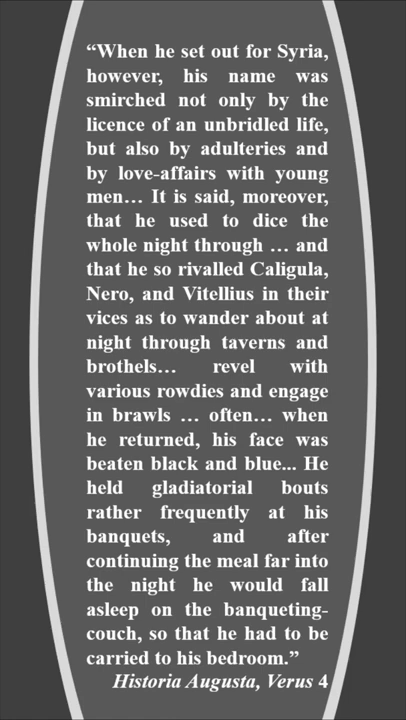 “When he set out for Syria,
however, his name was
smirched not only by the
licence of an unbridled life,
but also by adulteries and
by love-affairs with young
men… It is said, moreover,
that he used to dice the
whole night through … and
that he so rivalled Caligula,
Nero, and Vitellius in their
vices as to wander about at
night through taverns and
brothels… revel with
various rowdies and engage
in brawls … often… when
he returned, his face was
beaten black and blue... He
held gladiatorial bouts
rather frequently at his
banquets, and after
continuing the meal far into
the night he would fall
asleep on the banqueting-
couch, so that he had to be
carried to his bedroom.”
Historia Augusta, Verus 4